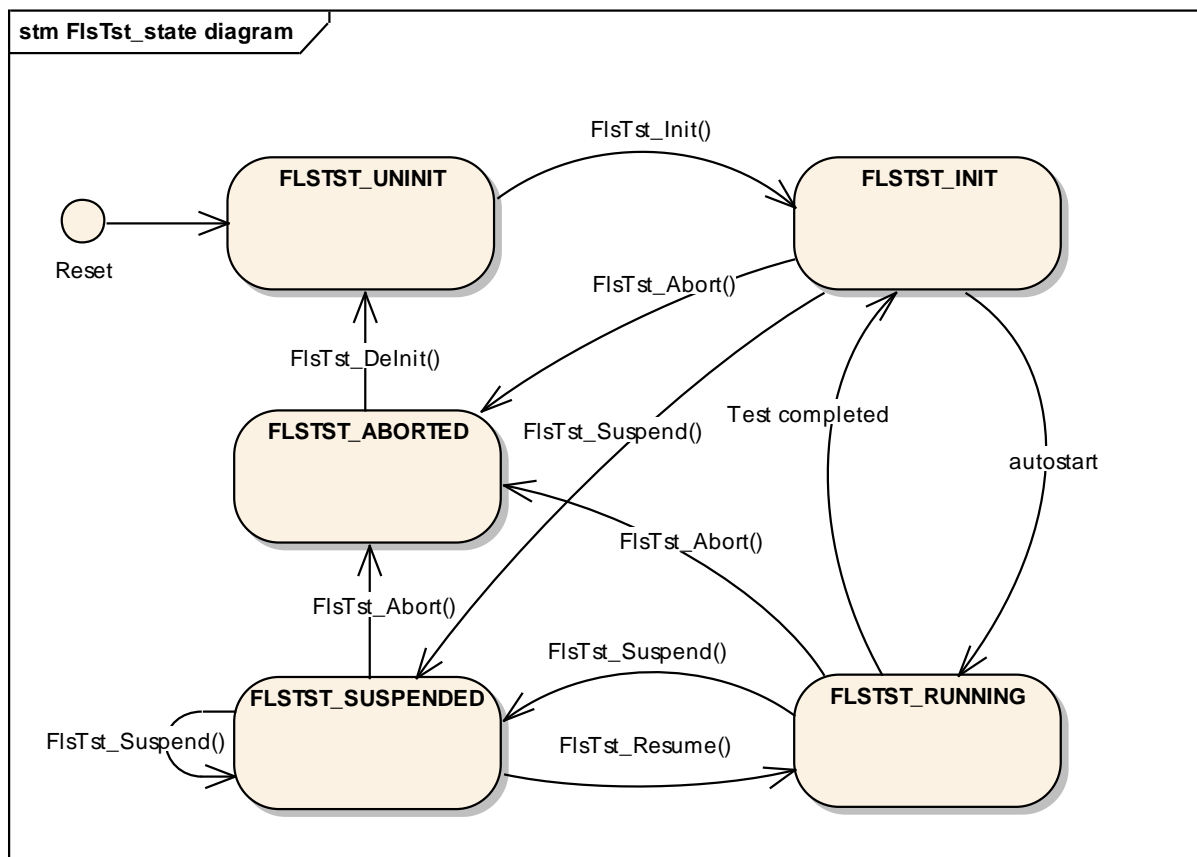 stm FlsTst_state diagram
FlsTst_Init()
FLSTST_UNINIT
FLSTST_INIT
Reset
FlsTst_Abort()
FlsTst_DeInit()
FLSTST_ABORTED
FlsTst_Suspend()
Test completed
autostart
FlsTst_Abort()
FlsTst_Abort()
FlsTst_Suspend()
FLSTST_SUSPENDED
FLSTST_RUNNING
FlsTst_Suspend()
FlsTst_Resume()